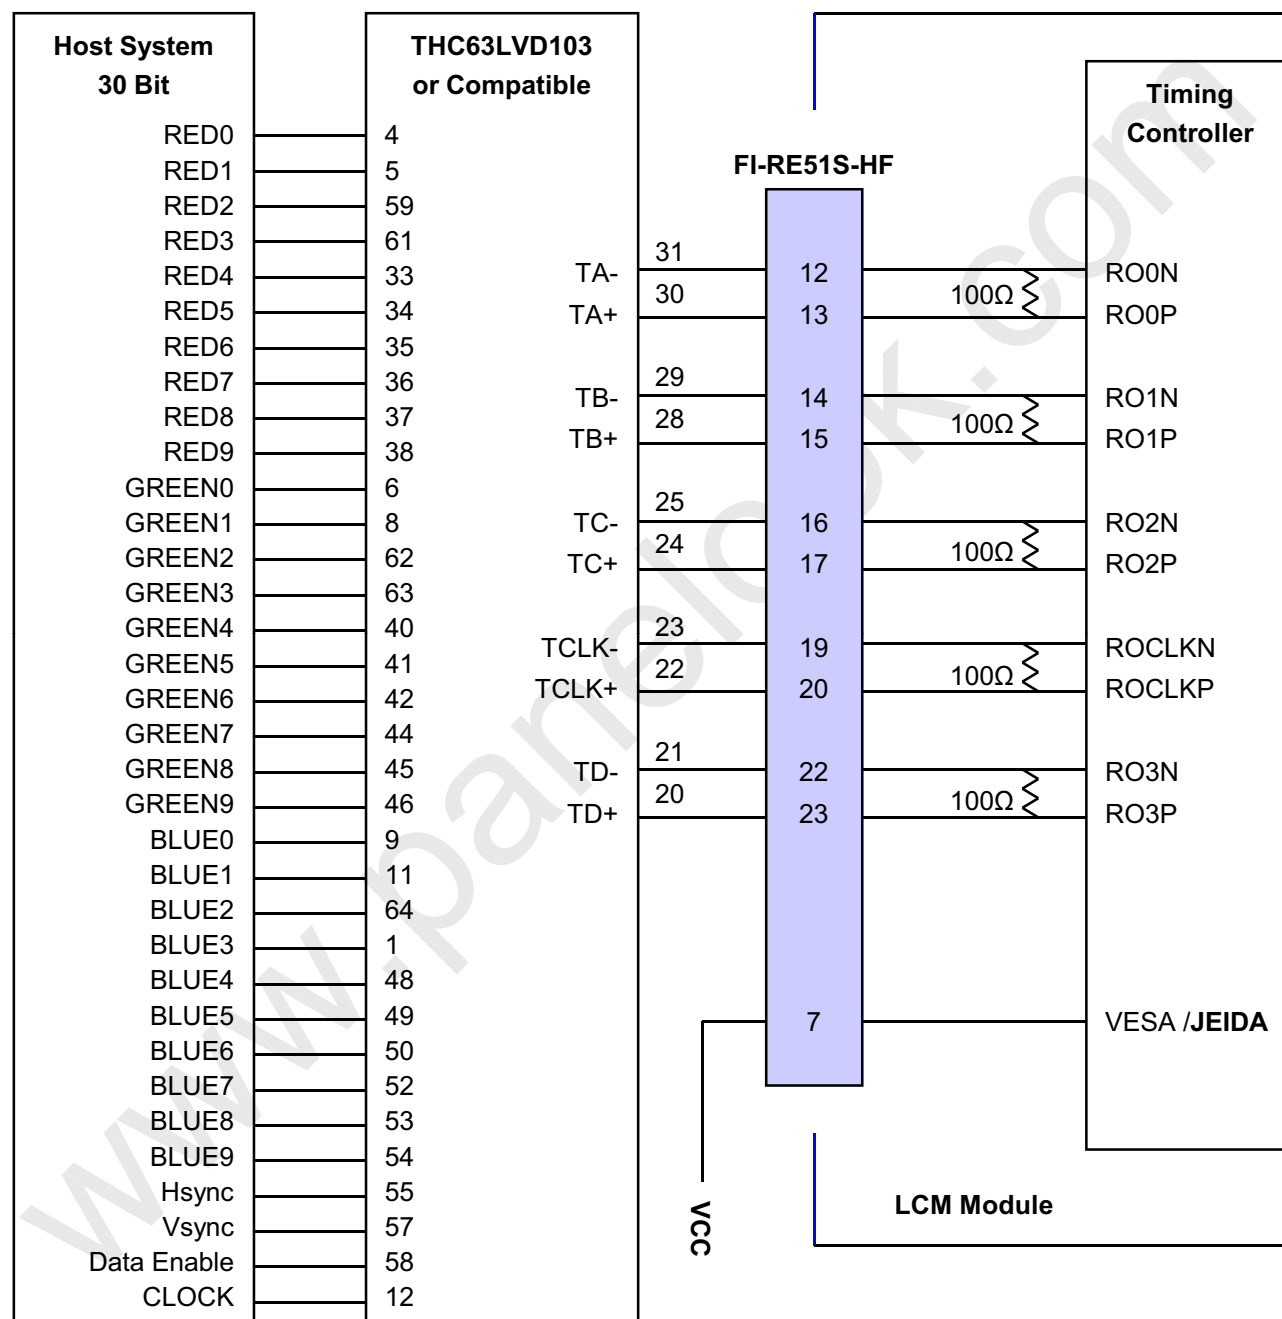 Host System
30 Bit
RED0
RED1
RED2
RED3
RED4
RED5
RED6
RED7
RED8
RED9
GREEN0
GREEN1
GREEN2
GREEN3
GREEN4
GREEN5
GREEN6
GREEN7
GREEN8
GREEN9
BLUE0
BLUE1
BLUE2
BLUE3
BLUE4
BLUE5
BLUE6
BLUE7
BLUE8
BLUE9
Hsync
Vsync
Data Enable
CLOCK
THC63LVD103
or Compatible
4
5
59
61
33
34
35
36
37
38
6
8
62
63
40
41
42
44
45
46
9
11
64
1
48
49
50
52
53
54
55
57
58
12
TA-
TA+
TB-
TB+
TC-
TC+
TCLK-
TCLK+
TD-
TD+
31
30
29
28
25
24
23
22
21
20
FI-RE51S-HF
12
13
14
15
16
17
19
20
22
23
7
VCC
100Ω
100Ω
100Ω
100Ω
100Ω
Timing
Controller
RO0N
RO0P
RO1N
RO1P
RO2N
RO2P
ROCLKN
ROCLKP
RO3N
RO3P
VESA /JEIDA
LCM Module
www.panelook.com